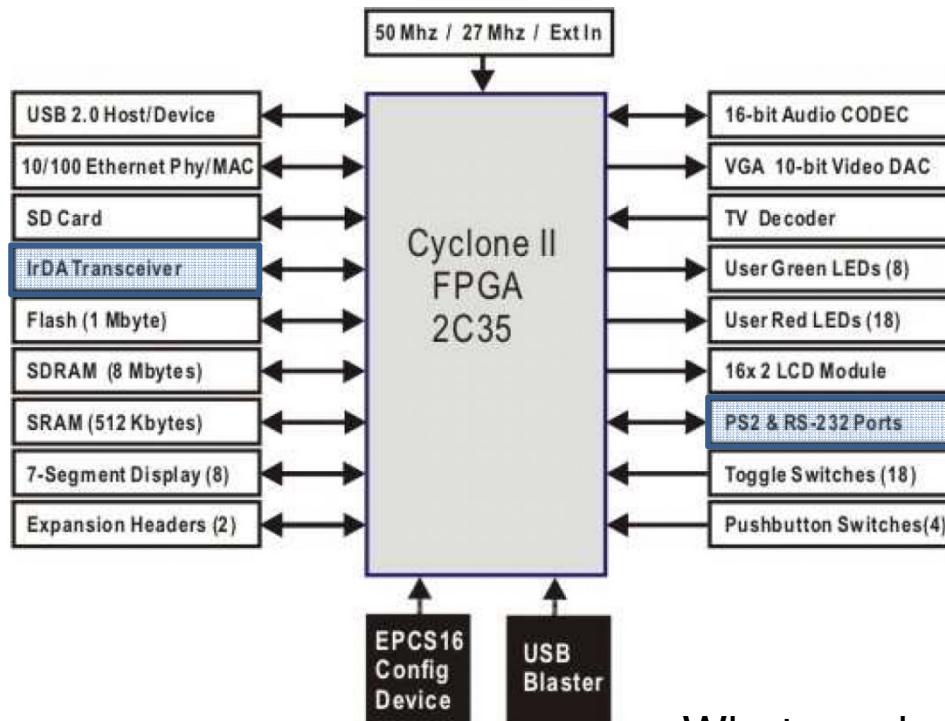 50 Mhz / 27 Mhz / Ext In
USB 2.0 Host/Device
10/100 Ethernet Phy/MAC
SD Card
IrDA Transceiver
Flash (1 Mbyte)
SDRAM (8 Mbytes)
SRAM (512 Kbytes)
7-Segment Display (8)
Expansion Headers (2)
Cyclone II
FPGA
2C35
16-bit Audio CODEC
VGA 10-bit Video DAC
TV Decoder
User Green LEDs (8)
User Red LEDs (18)
16x 2 LCD Module
PS2 & RS-232 Ports
Toggle Switches (18)
Pushbutton Switches(4)
EPCS16
Config
Device
USB
Blaster